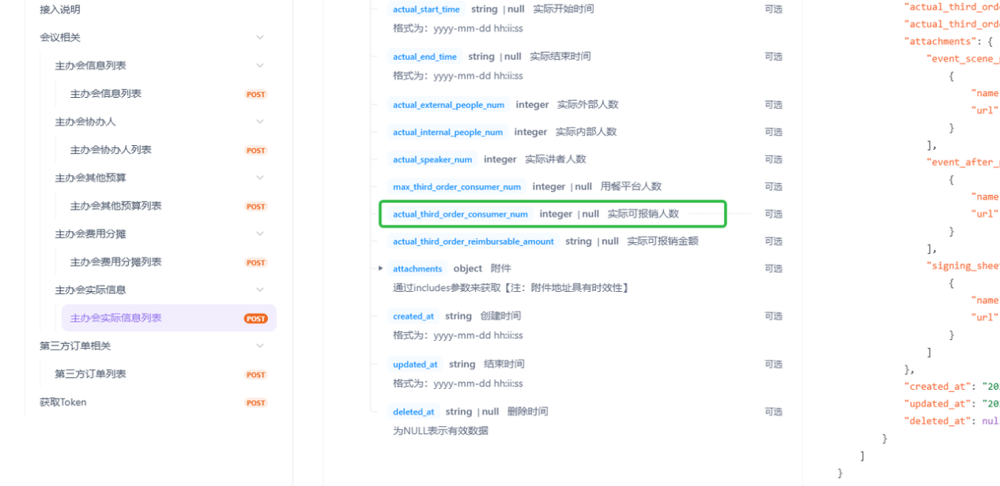 接入说明
会议相关
主办会信息列表
主办会信息列表 POST
主办会协办人
主办会协办人列表 POST
主办会其他预算
主办会其他预算列表 POST
主办会费用分摊
主办会费用分摊列表 POST
主办会实际信息
主办会实际信息列表 POST
第三方订单相关
第三方订单列表 POST
获取Token POST
actual_start_time string | null 实际开始时间 可选
格式为：yyyy-mm-dd hh:ii:ss
actual_end_time string | null 实际结束时间 可选
格式为：yyyy-mm-dd hh:ii:ss
actual_external_people_num integer 实际外部人数 可选
actual_internal_people_num integer 实际内部人数 可选
actual_speaker_num integer 实际讲者人数 可选
max_third_order_consumer_num integer | null 用餐平台人数 可选
actual_third_order_consumer_num integer | null 实际可报销人数 可选
actual_third_order_reimbursable_amount string | null 实际可报销金额 可选
attachments object 附件 可选
通过includes参数来获取【注：附件地址具有时效性】
created_at string 创建时间 可选
格式为：yyyy-mm-dd hh:ii:ss
updated_at string 结束时间 可选
格式为：yyyy-mm-dd hh:ii:ss
deleted_at string | null 删除时间 可选
为NULL表示有效数据
"actual_third_ord
"actual_third_ord
"attachments": {
"event_scene_
{
"name
"url"
}
],
"event_after_
{
"name
"url"
}
],
"signing_shee
{
"name
"url"
}
]
},
"created_at": "20
"updated_at": "20
"deleted_at": nul
}
]
}